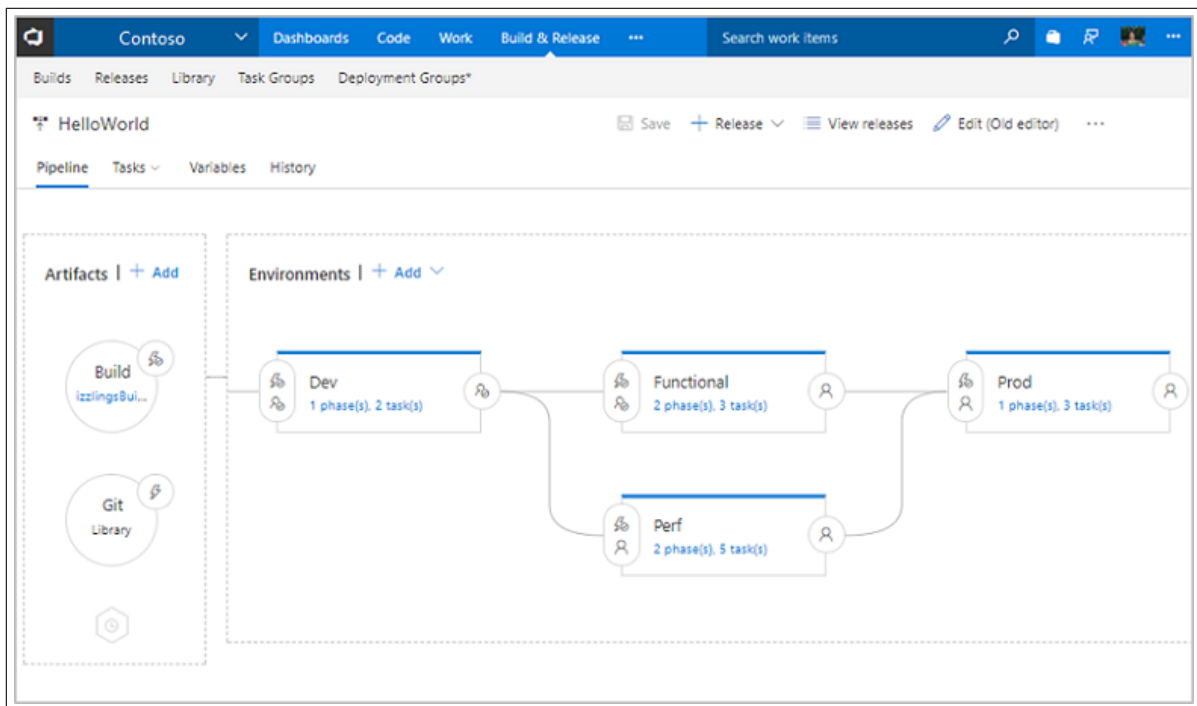 Contoso Dashboards Code Work Build & Release ··· Search work items ···
Builds Releases Library Task Groups Deployment Groups*
HelloWorld Save + Release View releases Edit (Old editor) ···
Pipeline Tasks Variables History
Artifacts | + Add Environments | + Add
Build
izzlingsBui...
Dev
1 phase(s), 2 task(s)
Functional
2 phase(s), 3 task(s)
Prod
1 phase(s), 3 task(s)
Git
Library
Perf
2 phase(s), 5 task(s)